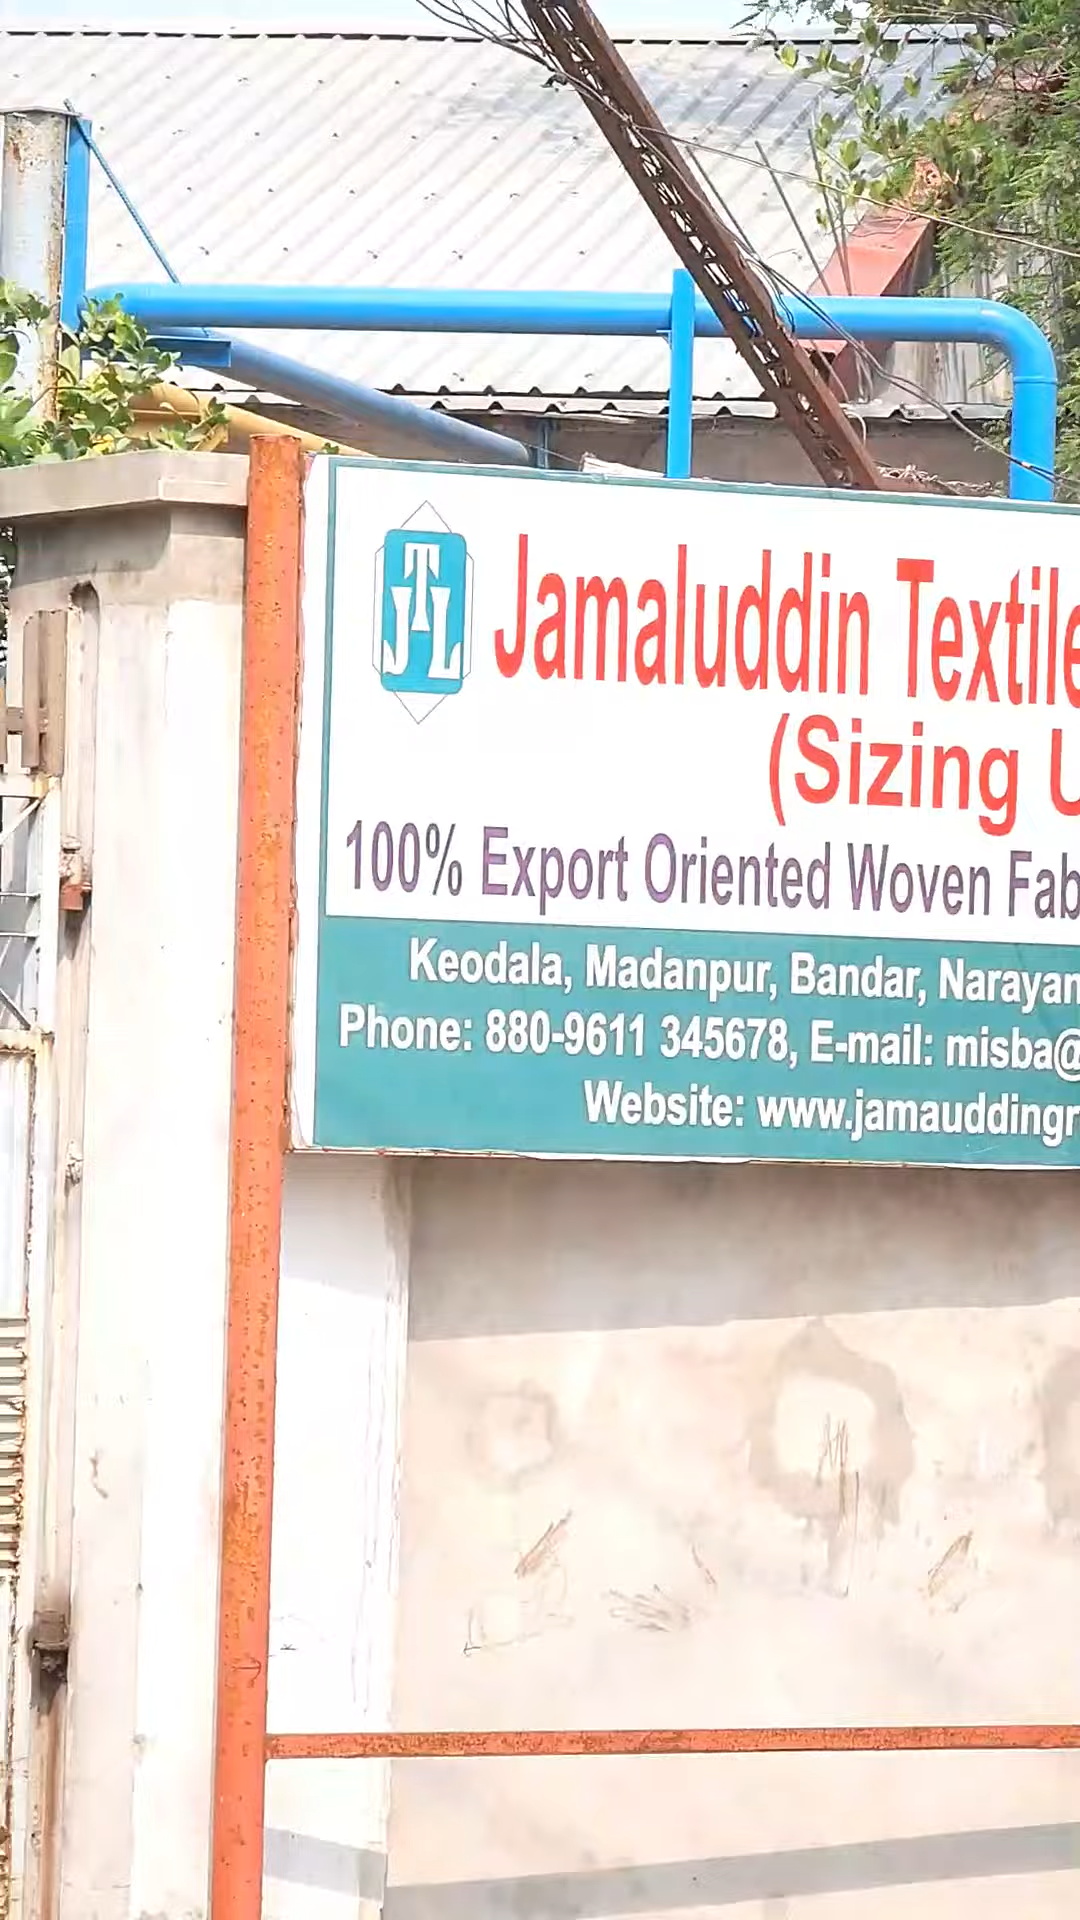 JTL
Jamaluddin Textile
(Sizing U
100% Export Oriented Woven Fab
Keodala, Madanpur, Bandar, Narayan
Phone: 880-9611 345678, E-mail: misba@
Website: www.jamauddingr